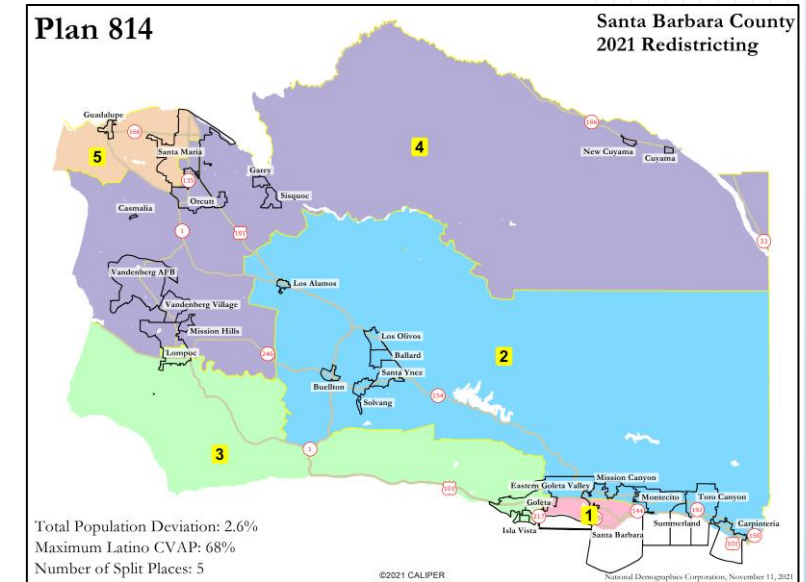 Plan 814
Santa Barbara County
2021 Redistricting
Guadalupe
166
Santa Maria
5
135
Orcutt
Garey
Sisquoc
Casmalia
1
101
4
166
New Cuyama
Cuyama
33
Vandenberg AFB
Vandenberg Village
Mission Hills
Lompoc
246
Los Alamos
Los Olivos
Ballard
Santa Ynez
Buellton
Solvang
154
2
3
1
101
Eastern Goleta Valley
Mission Canyon
Goleta
Montecito
Toro Canyon
217
1
144
192
Isla Vista
Santa Barbara
Summerland
Carpinteria
101
150
Total Population Deviation: 2.6%
Maximum Latino CVAP: 68%
Number of Split Places: 5
©2021 CALIPER
National Demographics Corporation, November 11, 2021